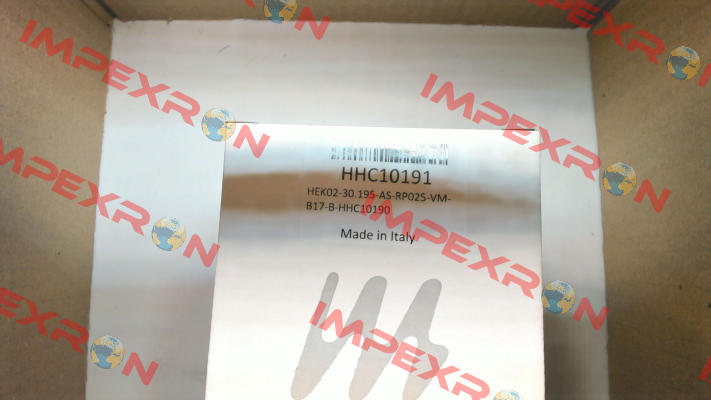 HHC10191
HEK02-30.195-AS-RP025-VM-
B17-B-HHC10190
Made in Italy
IMPEXRON
IMPEXRON
IMPEXRON
IMPEXRON
IMPEXRON
IMPEXRON
IMPEXRON